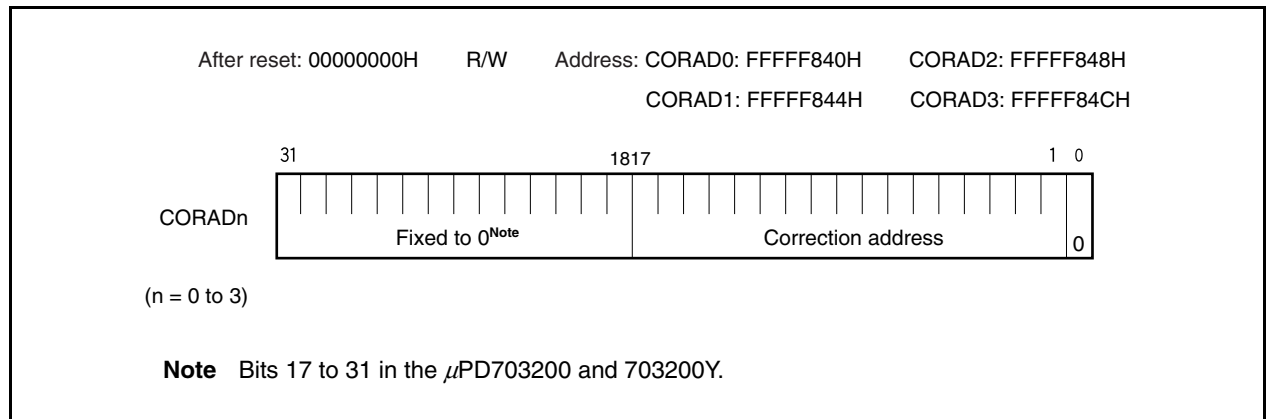 After reset: 00000000H R/W Address: CORAD0: FFFFF840H CORAD2: FFFFF848H
CORAD1: FFFFF844H CORAD3: FFFFF84CH
31 1817 1 0
CORADn
Fixed to 0Note Correction address 0
(n = 0 to 3)
Note Bits 17 to 31 in the μPD703200 and 703200Y.